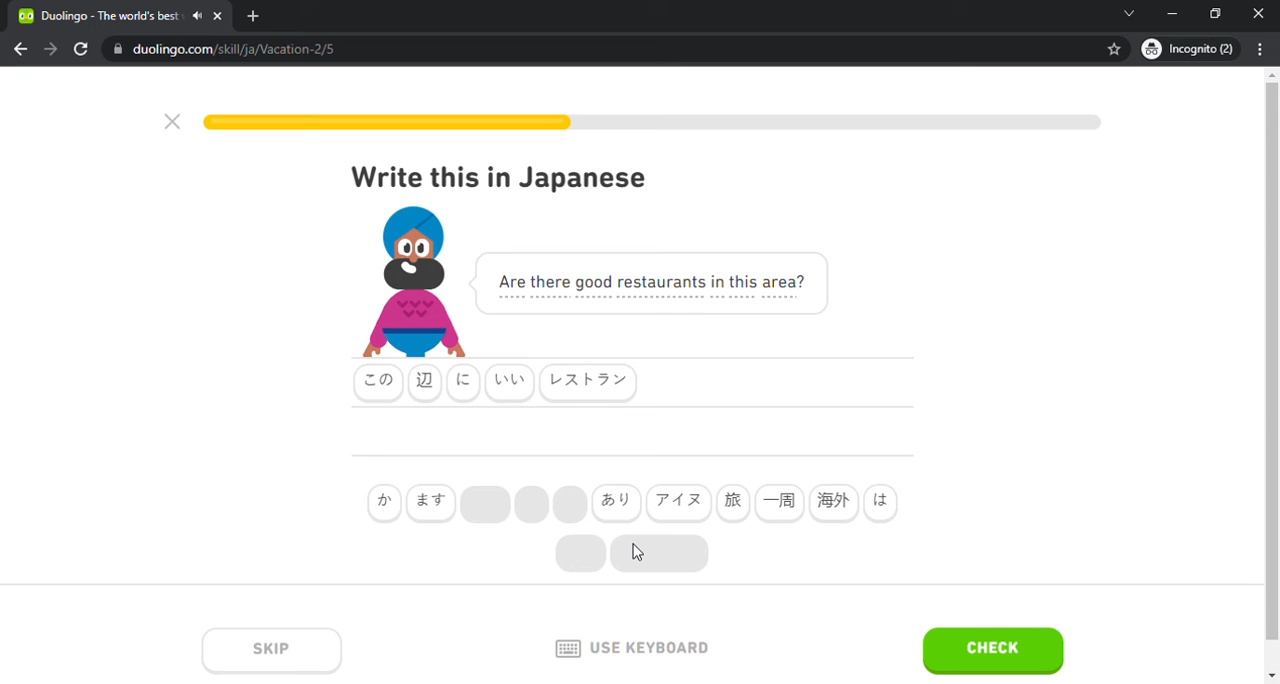 Duolingo - The world's best
duolingo.com/skill/ja/Vacation-2/5
Incognito (2)
Write this in Japanese
Are there good restaurants in this area?
この 辺 に いい レストラン
か ます あり アイヌ 旅 一周 海外 は
SKIP
USE KEYBOARD
CHECK